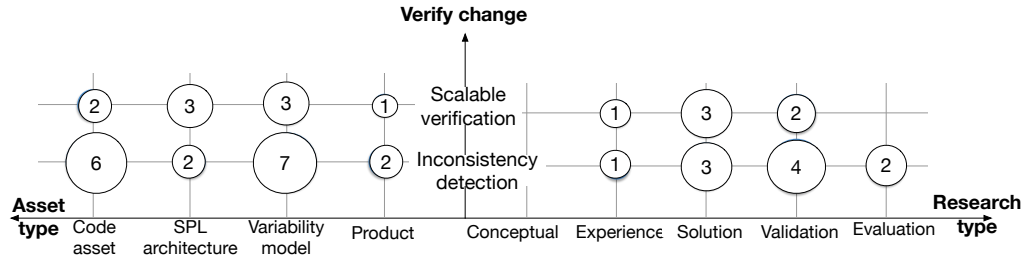 Verify change
2 3 3 1 Scalable
verification 1 3 2
6 2 7 2 Inconsistency
detection 1 3 4 2
Asset
type
Code
asset
SPL
architecture
Variability
model
Product
Conceptual
Experience
Solution
Validation
Evaluation
Research
type